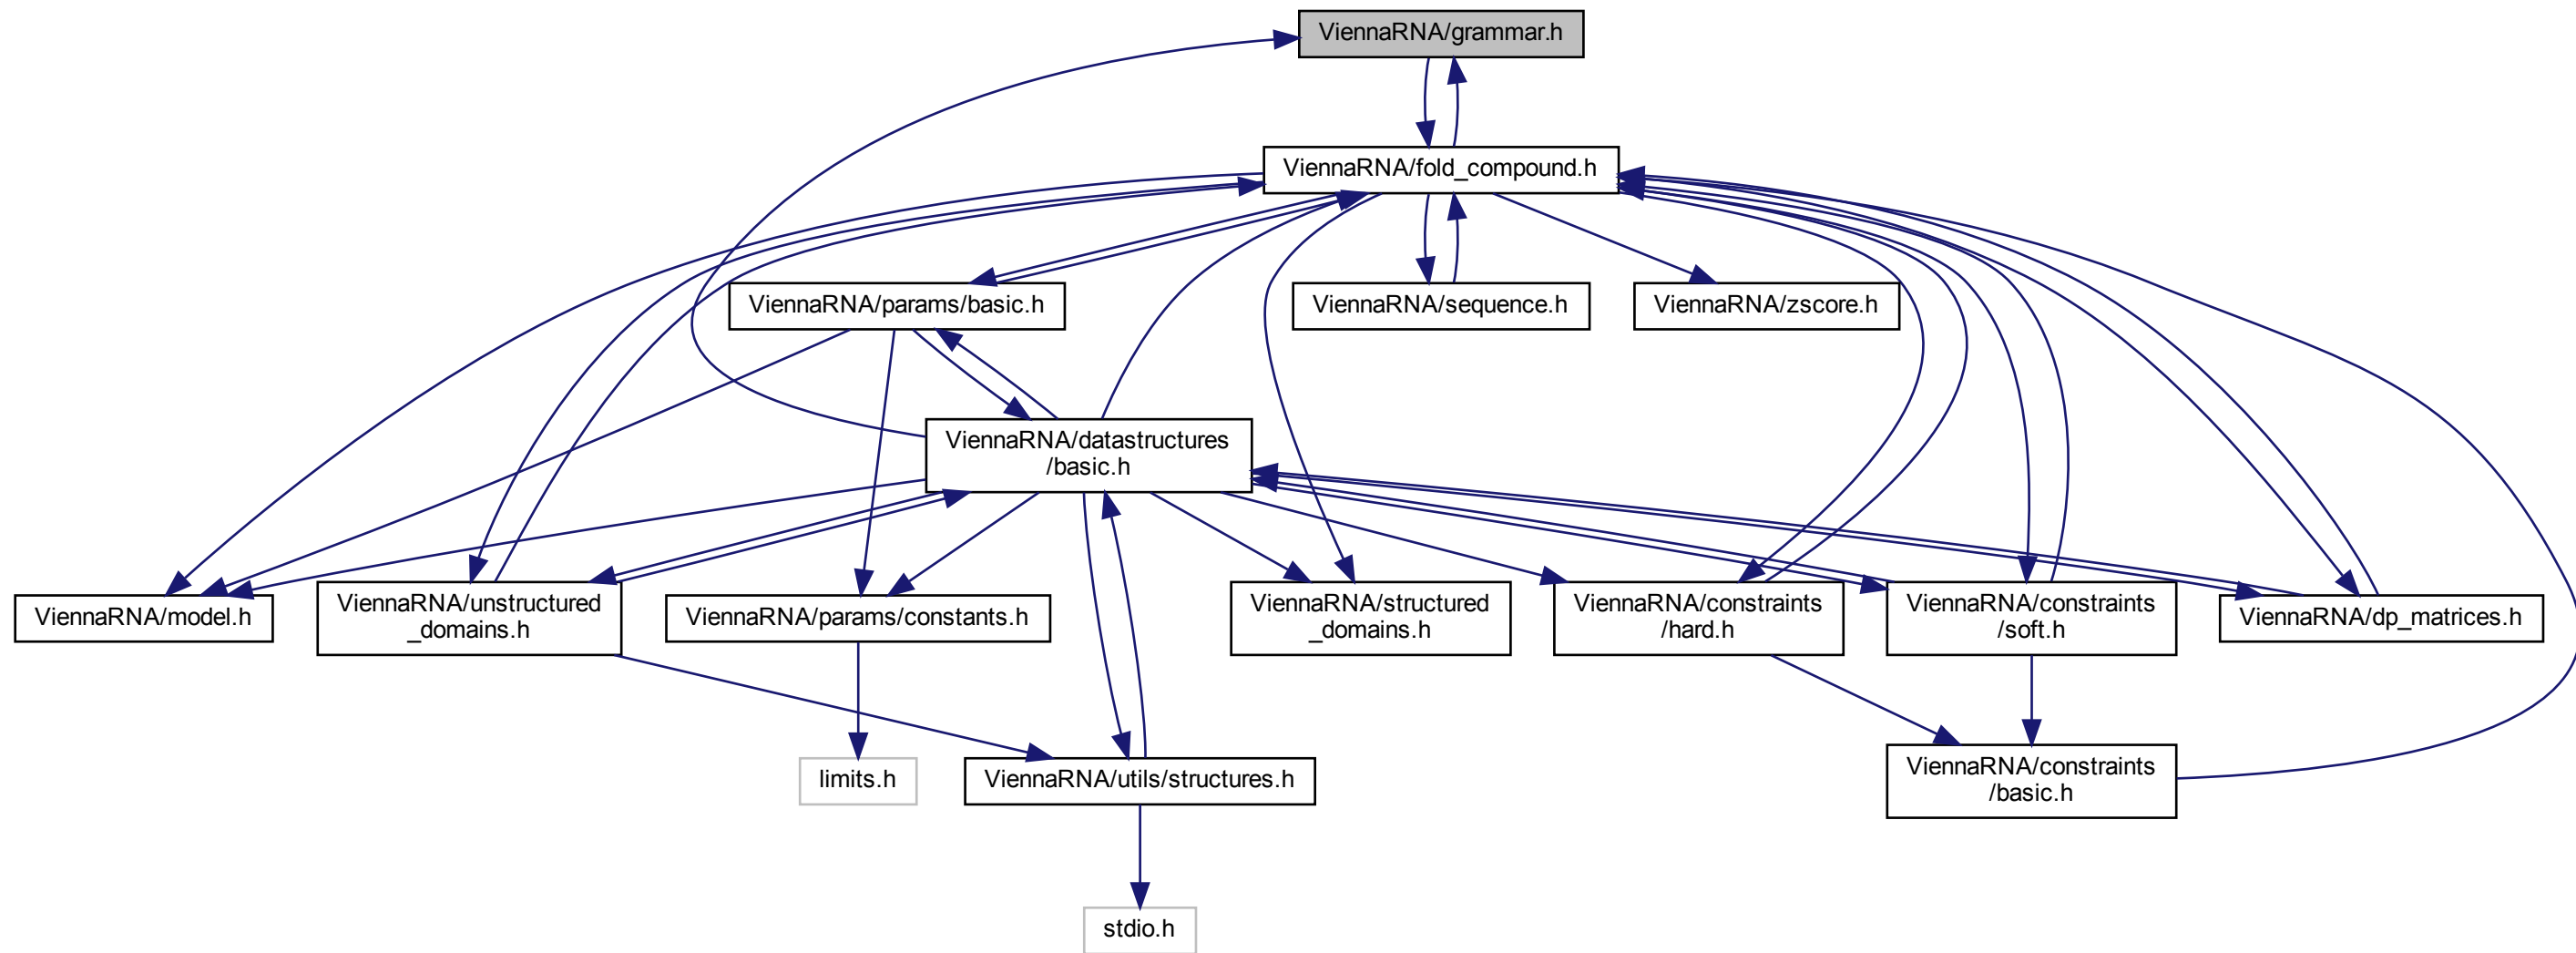 ViennaRNA/grammar.h
ViennaRNA/fold_compound.h
ViennaRNA/params/basic.h
ViennaRNA/sequence.h
ViennaRNA/zscore.h
ViennaRNA/datastructures
/basic.h
ViennaRNA/model.h
ViennaRNA/unstructured
_domains.h
ViennaRNA/params/constants.h
ViennaRNA/structured
_domains.h
ViennaRNA/constraints
/hard.h
ViennaRNA/constraints
/soft.h
ViennaRNA/dp_matrices.h
limits.h
ViennaRNA/utils/structures.h
ViennaRNA/constraints
/basic.h
stdio.h